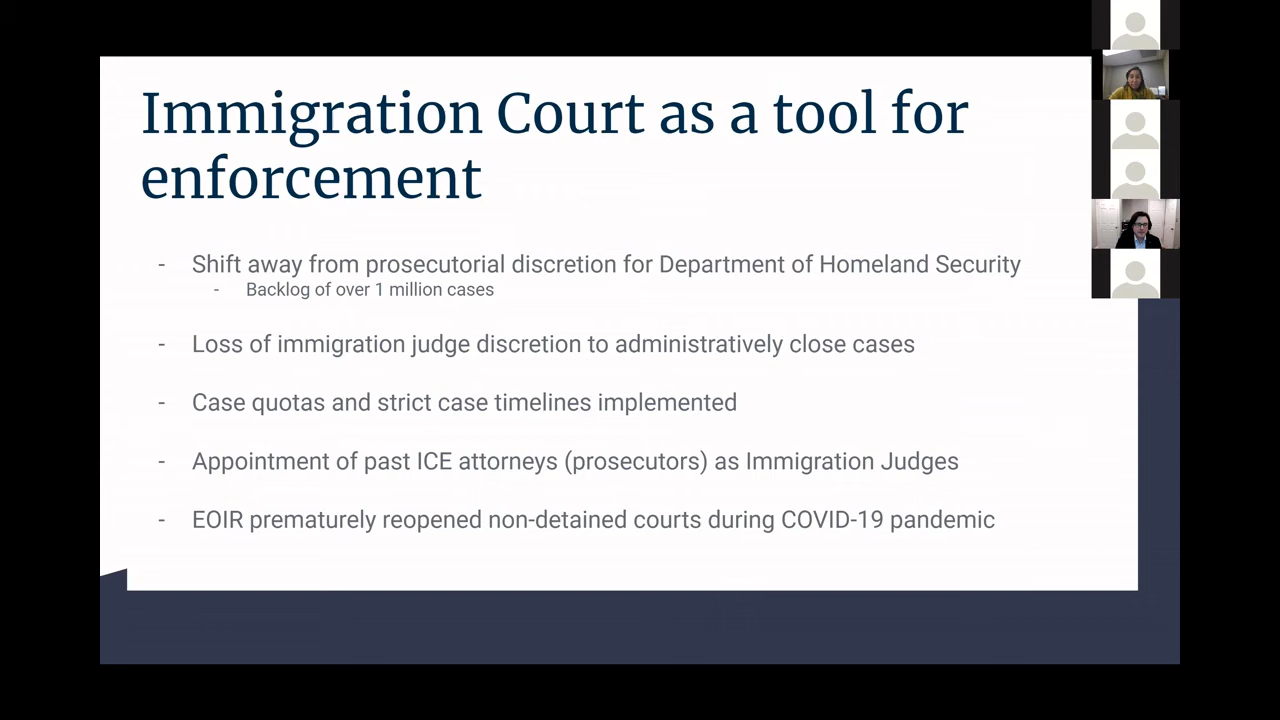 Immigration Court as a tool for
enforcement
- Shift away from prosecutorial discretion for Department of Homeland Security
- Backlog of over 1 million cases
- Loss of immigration judge discretion to administratively close cases
- Case quotas and strict case timelines implemented
- Appointment of past ICE attorneys (prosecutors) as Immigration Judges
- EOIR prematurely reopened non-detained courts during COVID-19 pandemic